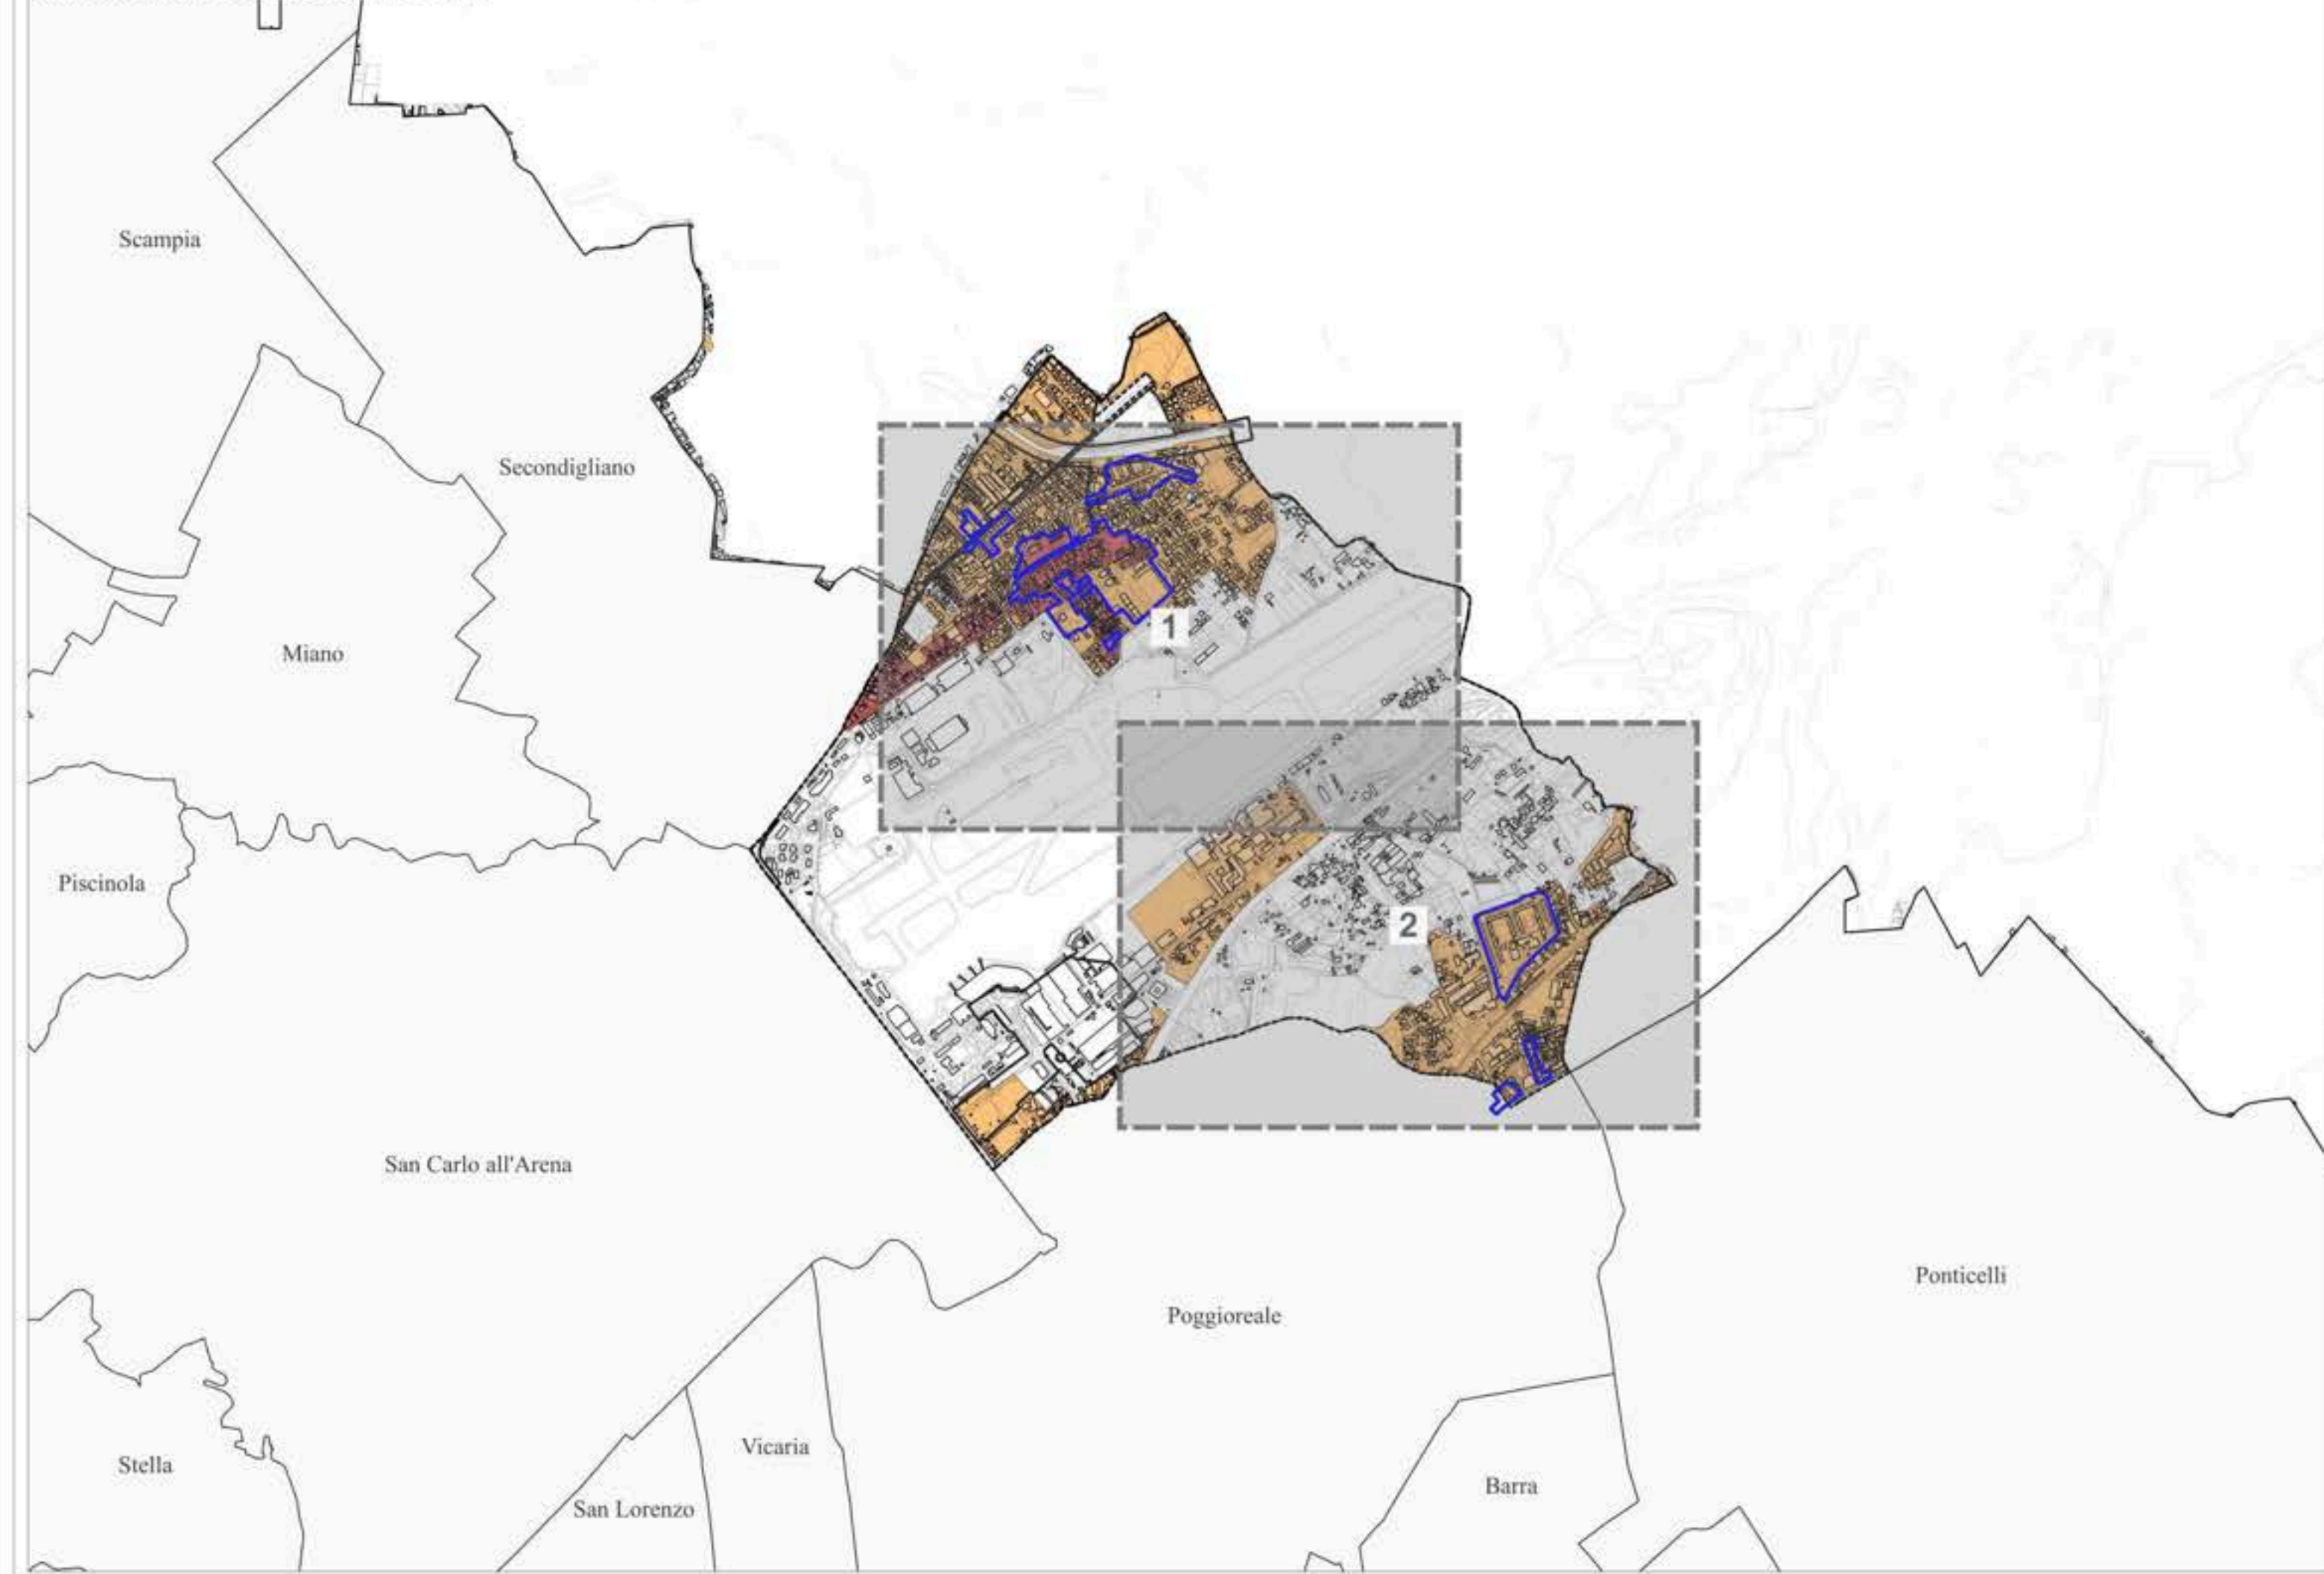 Scampia
Secondigliano
1
Miano
Piscinola
2
San Carlo all'Arena
Ponticelli
Poggioreale
Vicaria
Stella
Barra
San Lorenzo